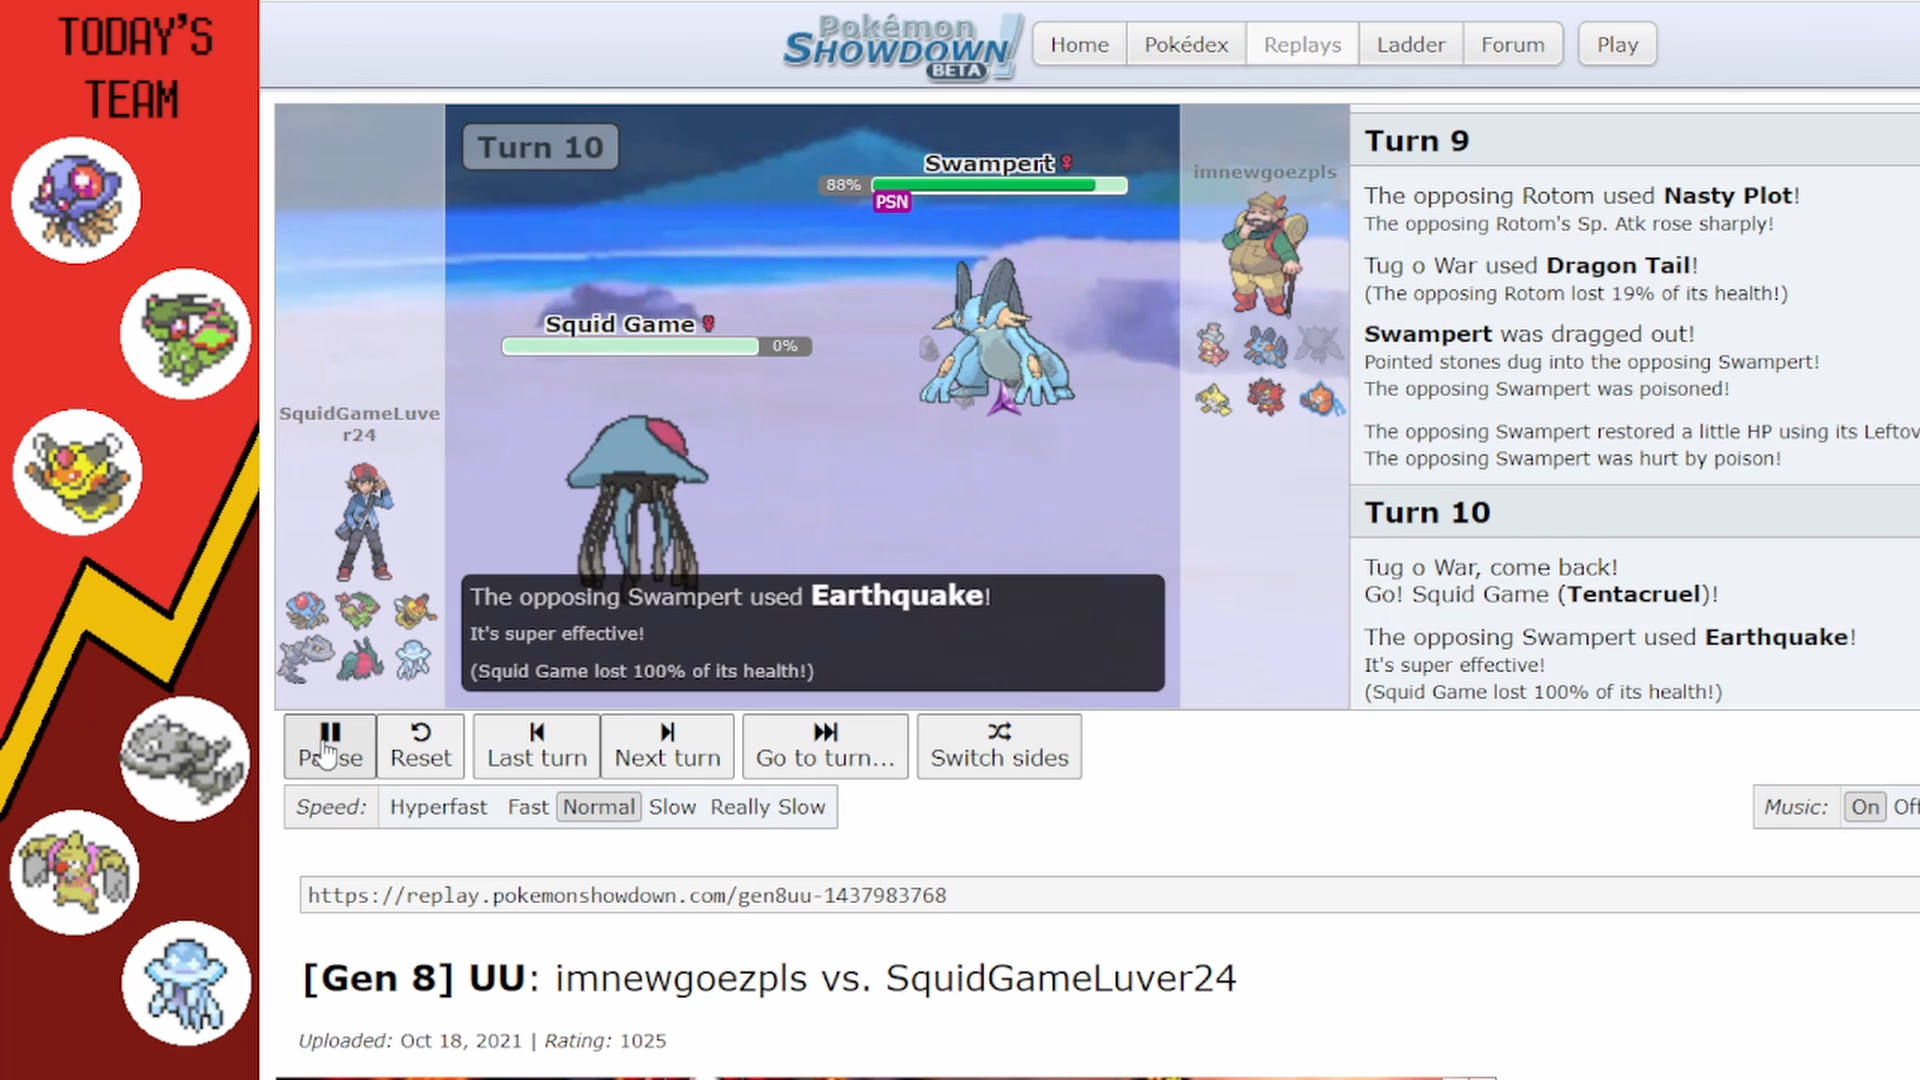 TODAY'S
TEAM
Pokémon
SHOWDOWN!
BETA
Home
Pokédex
Replays
Ladder
Forum
Play
Turn 10
Swampert
88%
PSN
Squid Game
0%
SquidGameLuve
r24
imnewgoezpls
The opposing Swampert used Earthquake!
It's super effective!
(Squid Game lost 100% of its health!)
Turn 9
The opposing Rotom used Nasty Plot!
The opposing Rotom's Sp. Atk rose sharply!
Tug o War used Dragon Tail!
(The opposing Rotom lost 19% of its health!)
Swampert was dragged out!
Pointed stones dug into the opposing Swampert!
The opposing Swampert was poisoned!
The opposing Swampert restored a little HP using its Leftov
The opposing Swampert was hurt by poison!
Turn 10
Tug o War, come back!
Go! Squid Game (Tentacruel)!
The opposing Swampert used Earthquake!
It's super effective!
(Squid Game lost 100% of its health!)
Pause
Reset
Last turn
Next turn
Go to turn...
Switch sides
Speed: Hyperfast Fast Normal Slow Really Slow
Music: On Off
https://replay.pokemonshowdown.com/gen8uu-1437983768
[Gen 8] UU: imnewgoezpls vs. SquidGameLuver24
Uploaded: Oct 18, 2021 | Rating: 1025